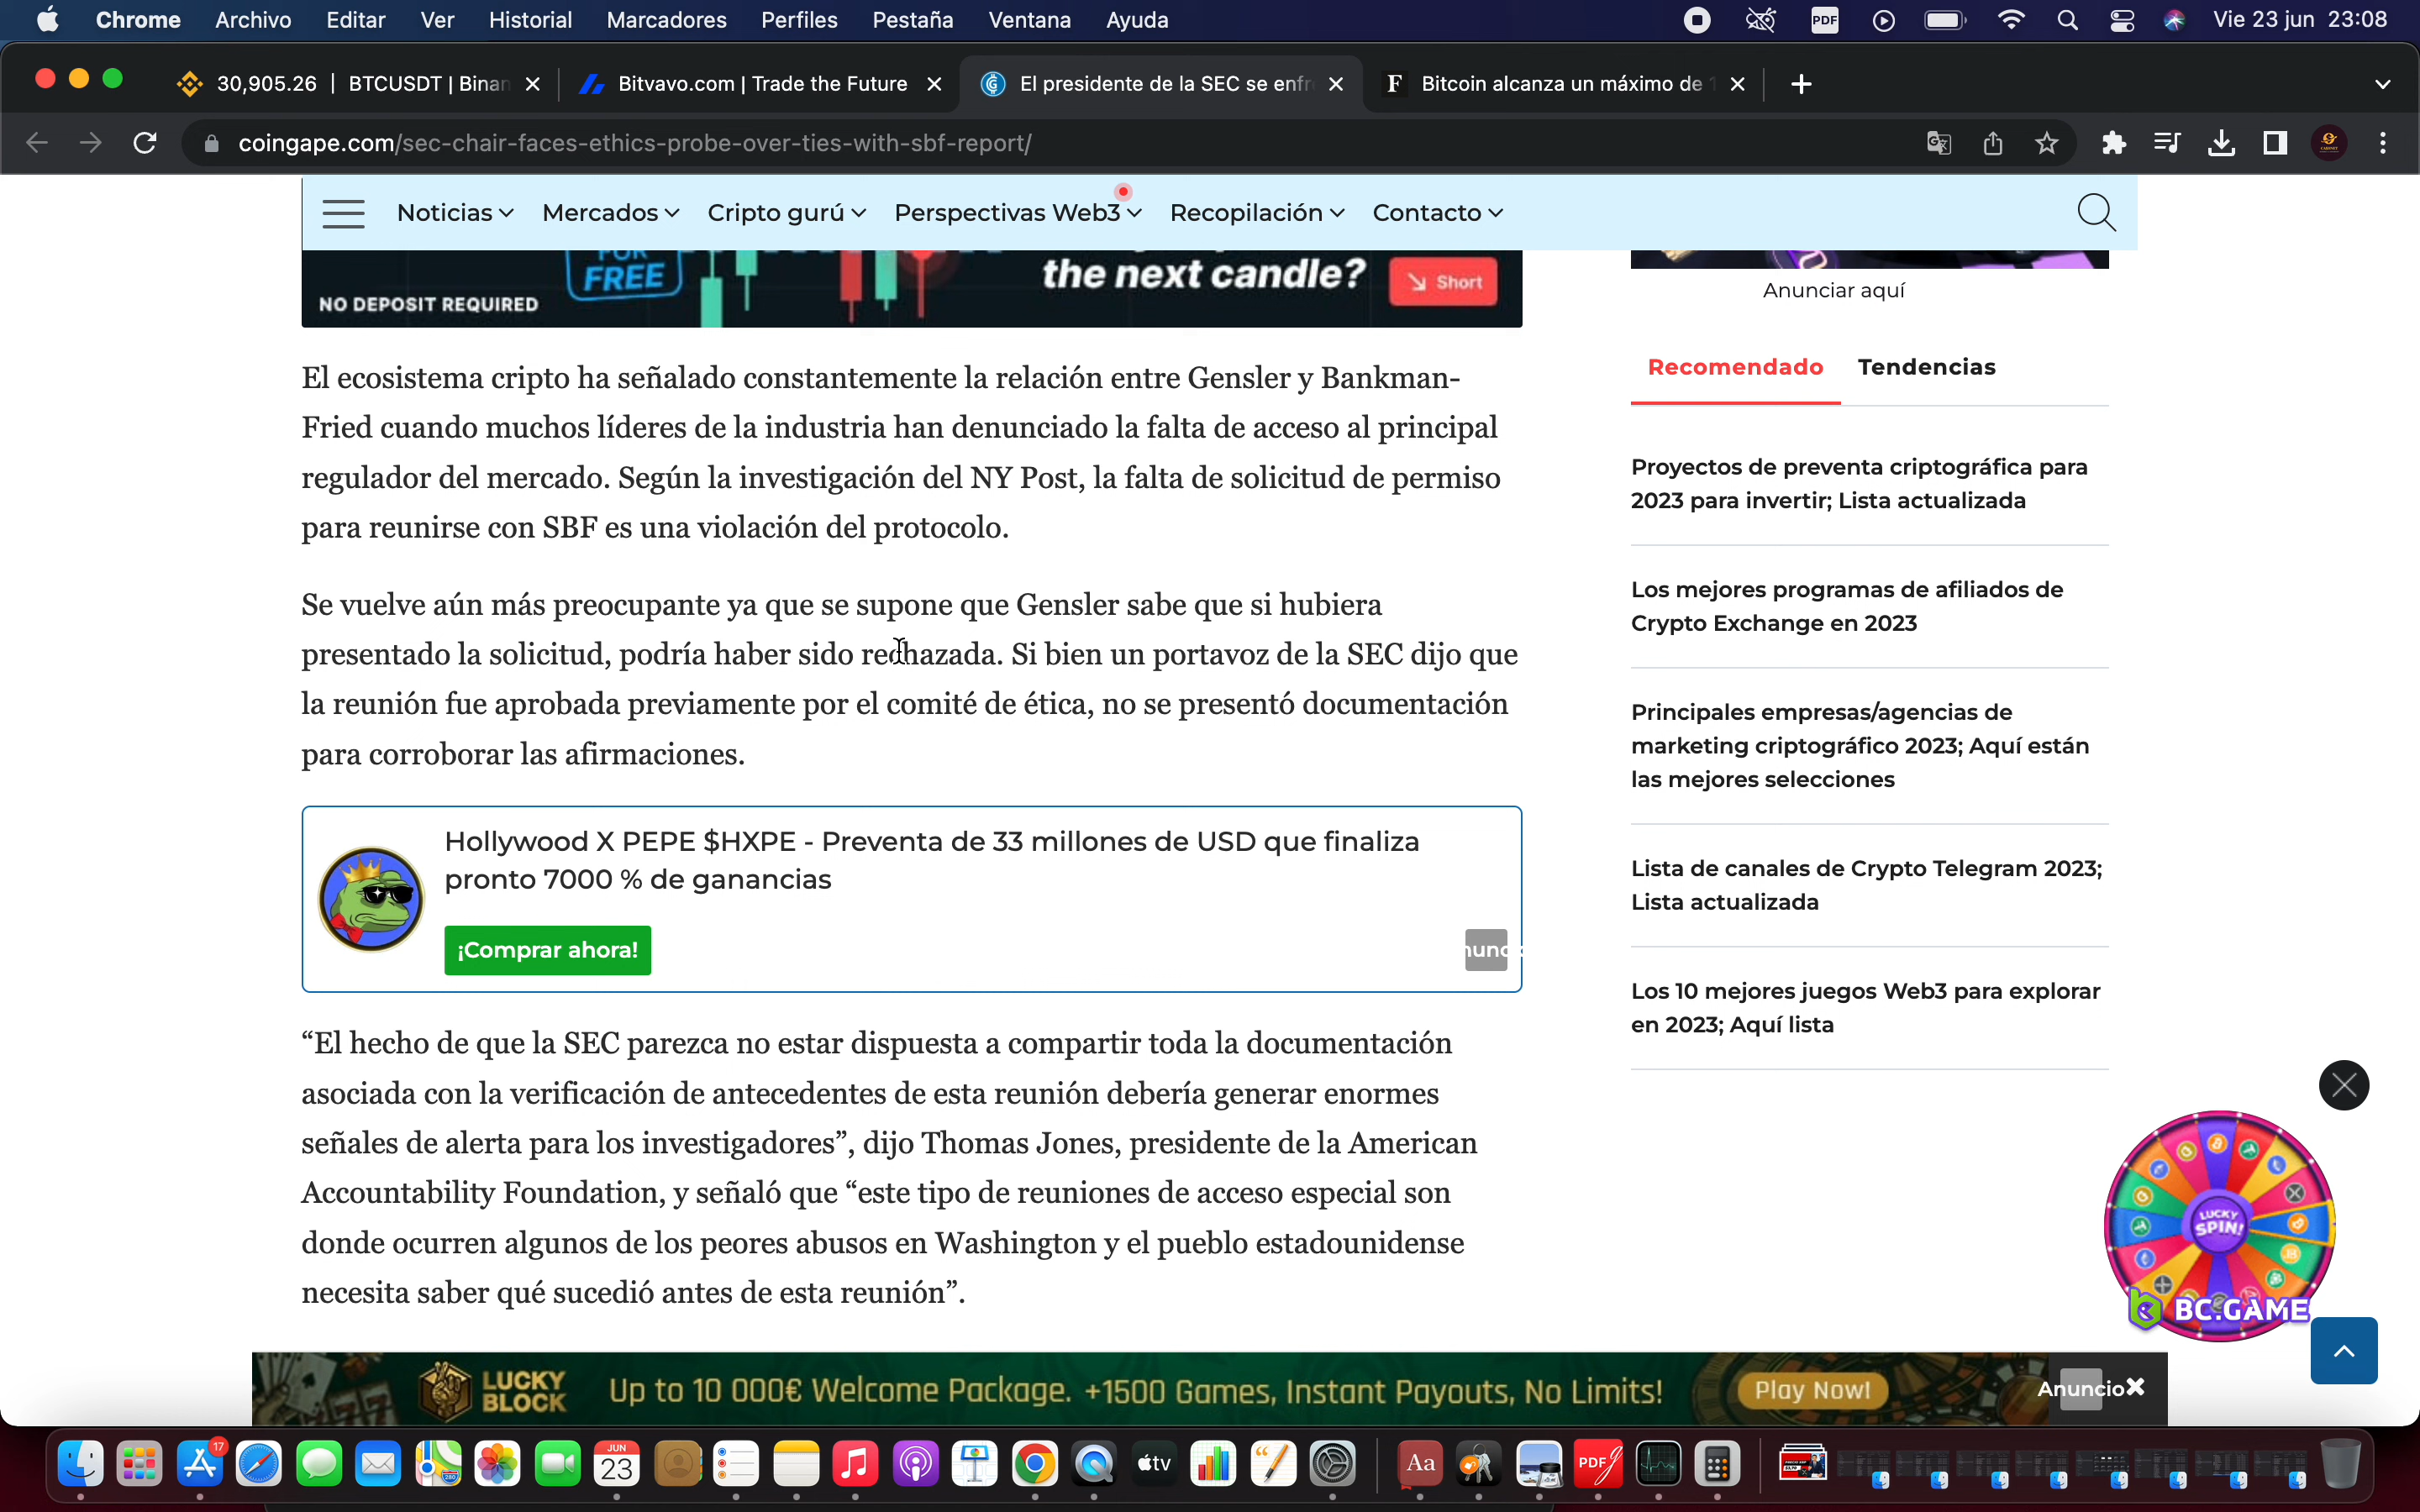 Chrome Archivo Editar Ver Historial Marcadores Perfiles Pestaña Ventana Ayuda PDF Vie 23 jun 23:08
30,905.26 | BTCUSDT | Binan Bitvavo.com | Trade the Future El presidente de la SEC se enfr F Bitcoin alcanza un máximo de 1
coingape.com/sec-chair-faces-ethics-probe-over-ties-with-sbf-report/
Noticias Mercados Cripto gurú Perspectivas Web3 Recopilación Contacto
FOR
FREE
NO DEPOSIT REQUIRED
the next candle?
Short
Anunciar aquí
El ecosistema cripto ha señalado constantemente la relación entre Gensler y Bankman-
Fried cuando muchos líderes de la industria han denunciado la falta de acceso al principal
regulador del mercado. Según la investigación del NY Post, la falta de solicitud de permiso
para reunirse con SBF es una violación del protocolo.
Se vuelve aún más preocupante ya que se supone que Gensler sabe que si hubiera
presentado la solicitud, podría haber sido rechazada. Si bien un portavoz de la SEC dijo que
la reunión fue aprobada previamente por el comité de ética, no se presentó documentación
para corroborar las afirmaciones.
Hollywood X PEPE $HXPE - Preventa de 33 millones de USD que finaliza
pronto 7000 % de ganancias
¡Comprar ahora!
“El hecho de que la SEC parezca no estar dispuesta a compartir toda la documentación
asociada con la verificación de antecedentes de esta reunión debería generar enormes
señales de alerta para los investigadores”, dijo Thomas Jones, presidente de la American
Accountability Foundation, y señaló que “este tipo de reuniones de acceso especial son
donde ocurren algunos de los peores abusos en Washington y el pueblo estadounidense
necesita saber qué sucedió antes de esta reunión”.
Recomendado Tendencias
Proyectos de preventa criptográfica para
2023 para invertir; Lista actualizada
Los mejores programas de afiliados de
Crypto Exchange en 2023
Principales empresas/agencias de
marketing criptográfico 2023; Aquí están
las mejores selecciones
Lista de canales de Crypto Telegram 2023;
Lista actualizada
Los 10 mejores juegos Web3 para explorar
en 2023; Aquí lista
LUCKY
SPIN!
BC.GAME
LUCKY
BLOCK
Up to 10 000€ Welcome Package. +1500 Games, Instant Payouts, No Limits!
Play Now!
Anuncio
17
JUN
23
tv
Aa
PDF